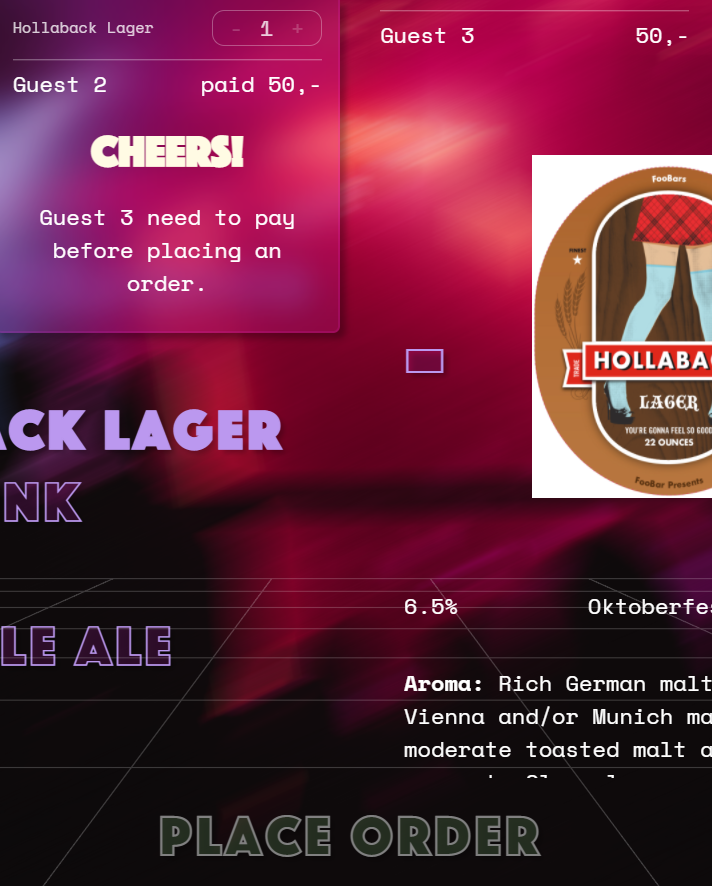 Hollaback Lager - 1 +
Guest 2 paid 50,-
CHEERS!
Guest 3 need to pay
before placing an
order.
Guest 3 50,-
FooBars
FINEST
TRADE
HOLLABA
LAGER
YOU'RE GONNA FEEL SO GOOD
22 OUNCES
FooBar Presents
ACK LAGER
NK
LE ALE
6.5% Oktoberfes
Aroma: Rich German malt
Vienna and/or Munich ma
moderate toasted malt a
PLACE ORDER